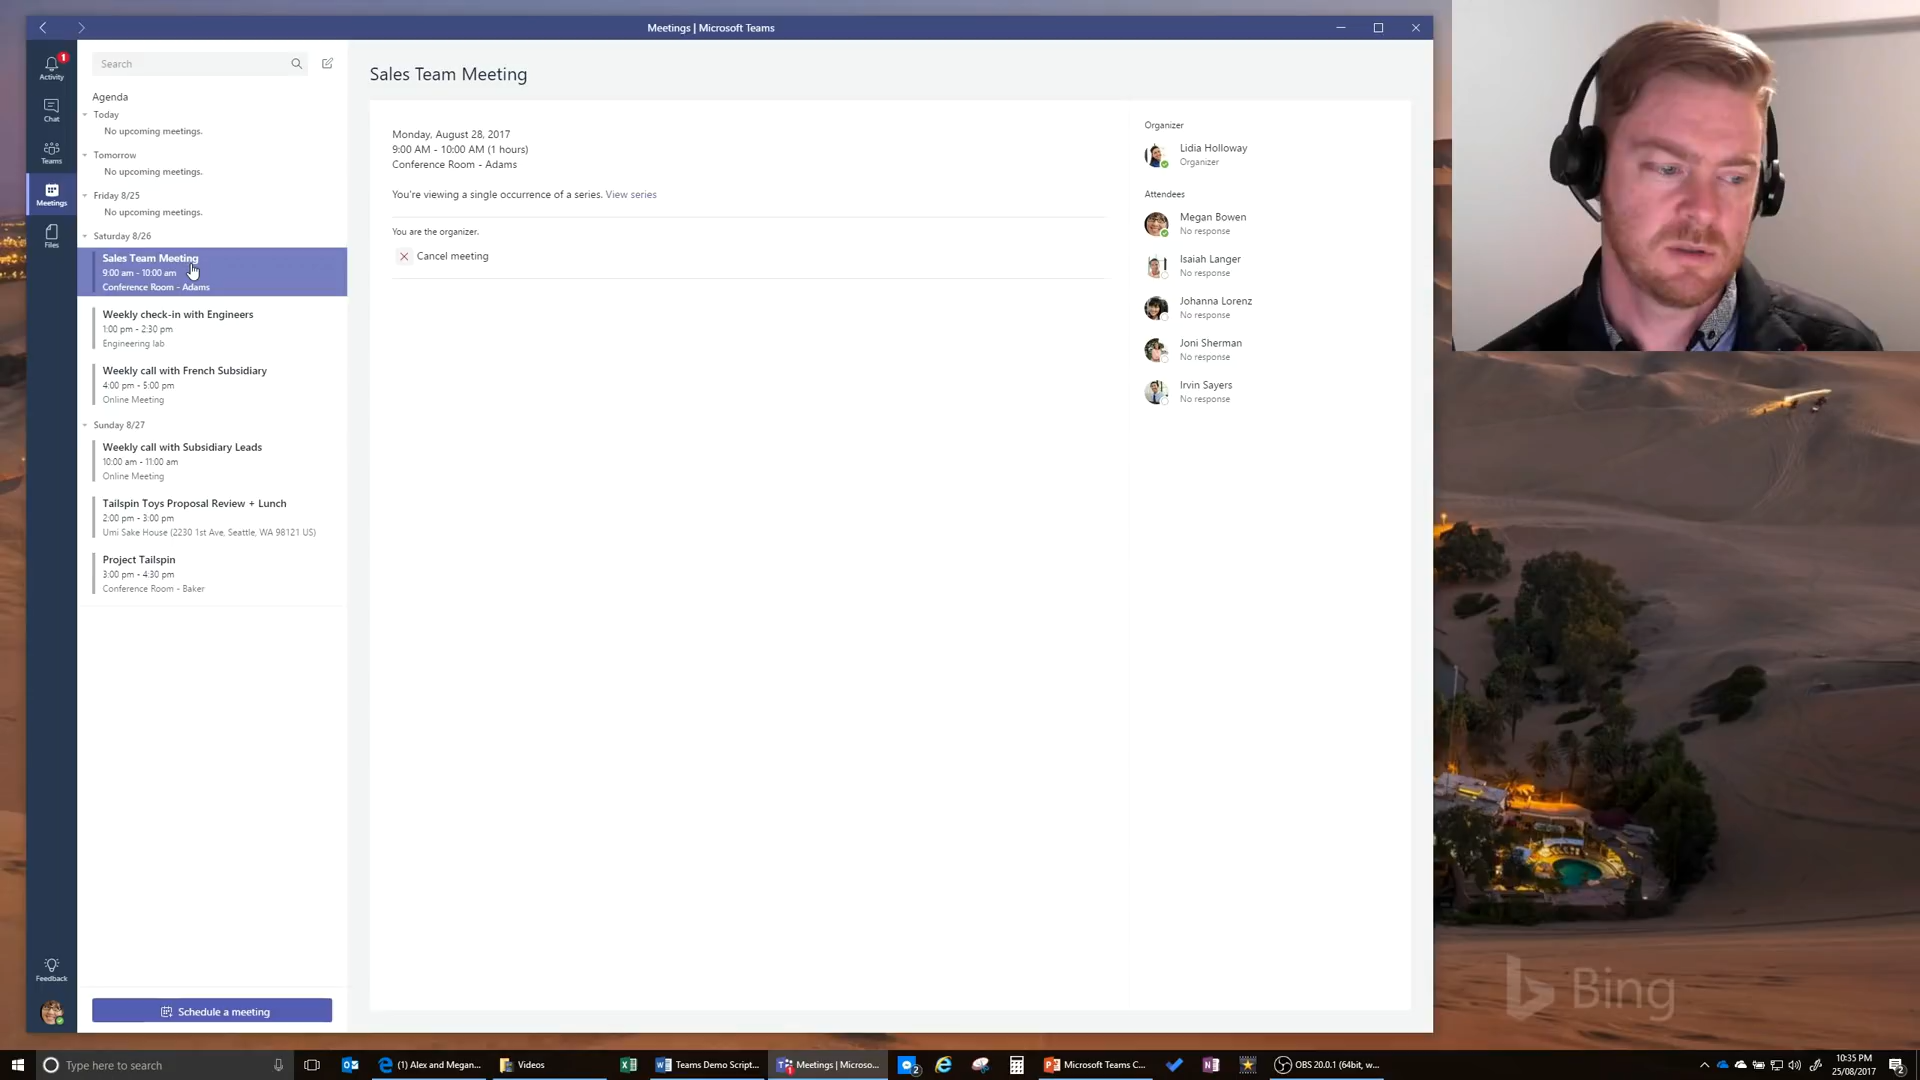 Meetings | Microsoft Teams
Search
Activity
1
Chat
Teams
Meetings
Files
Feedback
Agenda
Today
No upcoming meetings.
Tomorrow
No upcoming meetings.
Friday 8/25
No upcoming meetings.
Saturday 8/26
Sales Team Meeting
9:00 am - 10:00 am
Conference Room - Adams
Weekly check-in with Engineers
1:00 pm - 2:30 pm
Engineering lab
Weekly call with French Subsidiary
4:00 pm - 5:00 pm
Online Meeting
Sunday 8/27
Weekly call with Subsidiary Leads
10:00 am - 11:00 am
Online Meeting
Tailspin Toys Proposal Review + Lunch
2:00 pm - 3:00 pm
Umi Sake House (2230 1st Ave, Seattle, WA 98121 US)
Project Tailspin
3:00 pm - 4:30 pm
Conference Room - Baker
Schedule a meeting
Sales Team Meeting
Monday, August 28, 2017
9:00 AM - 10:00 AM (1 hours)
Conference Room - Adams
You're viewing a single occurrence of a series. View series
You are the organizer.
Cancel meeting
Organizer
Lidia Holloway
Organizer
Attendees
Megan Bowen
No response
Isaiah Langer
No response
Johanna Lorenz
No response
Joni Sherman
No response
Irvin Sayers
No response
Bing
Type here to search
(1) Alex and Megan...
Videos
Teams Demo Script...
Meetings | Microso...
2
Microsoft Teams C...
OBS 20.0.1 (64bit, w...
10:35 PM
25/08/2017
2